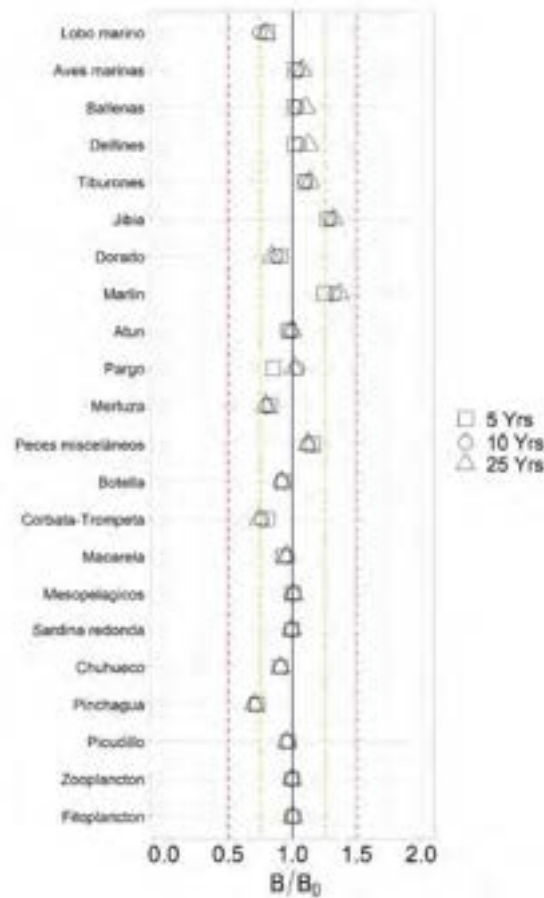 Lobo marino
Aves marinas
Ballenas
Delfines
Tiburones
Jibia
Dorado
Marlin
Atun
Pargo
Merluza
Peces misceláneos
Botella
Corbata-Trompeta
Macarela
Mesopelagicos
Sardina redonda
Chuhueco
Pinchagua
Picudillo
Zooplancton
Fitoplancton
0.0 0.5 1.0 1.5 2.0
B/B₀
5 Yrs
10 Yrs
25 Yrs